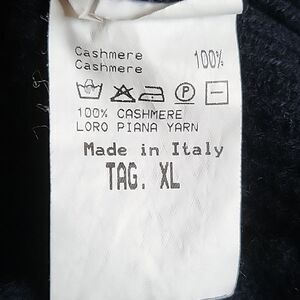 Cashmere 100%
Cashmere
P
100% CASHMERE
LORO PIANA YARN
Made in Italy
TAG. XL